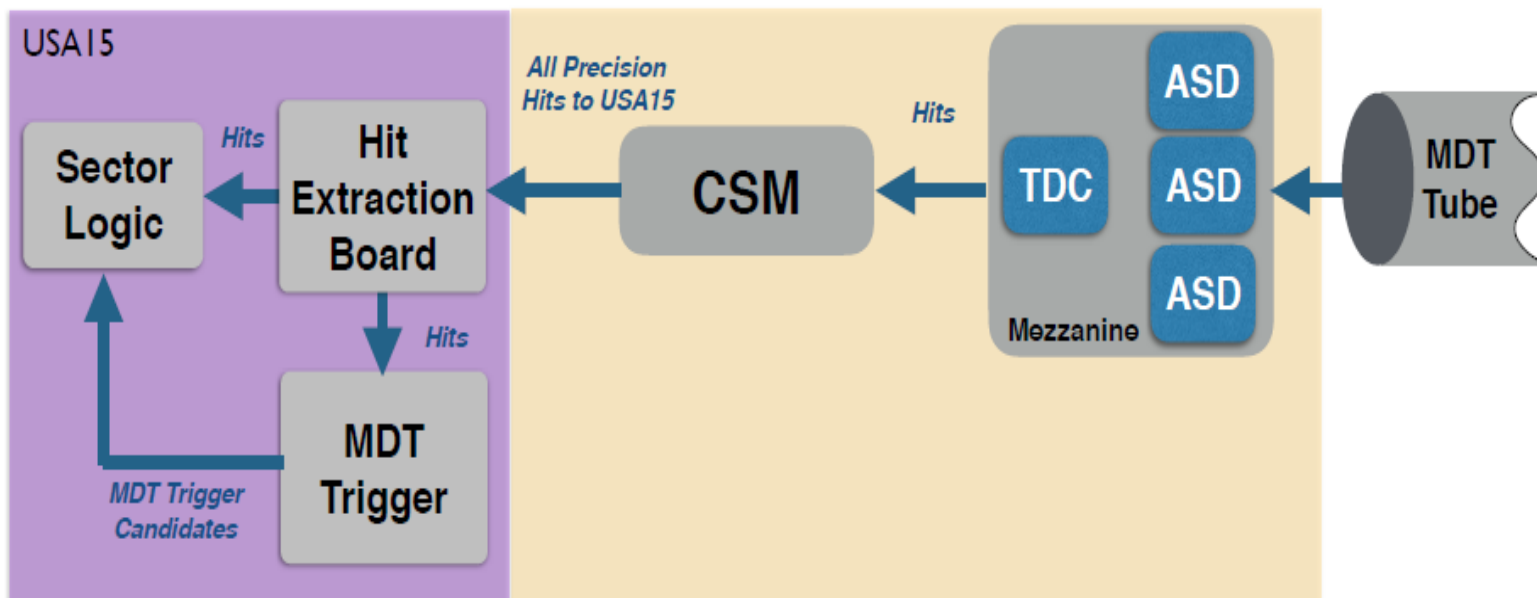 USA15
Sector
Logic
Hits
Hit
Extraction
Board
Hits
MDT
Trigger
MDT Trigger
Candidates
All Precision
Hits to USA15
CSM
Hits
TDC
ASD
ASD
ASD
Mezzanine
MDT
Tube